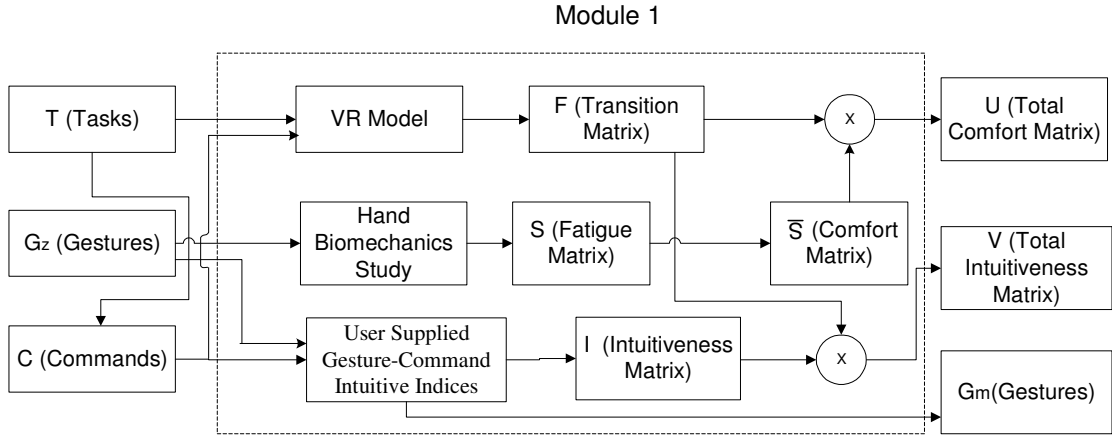 Module 1
T (Tasks)
VR Model
F (Transition
Matrix)
x
U (Total
Comfort Matrix)
Gz (Gestures)
Hand
Biomechanics
Study
S (Fatigue
Matrix)
S̅ (Comfort
Matrix)
V (Total
Intuitiveness
Matrix)
C (Commands)
User Supplied
Gesture-Command
Intuitive Indices
I (Intuitiveness
Matrix)
x
Gm(Gestures)